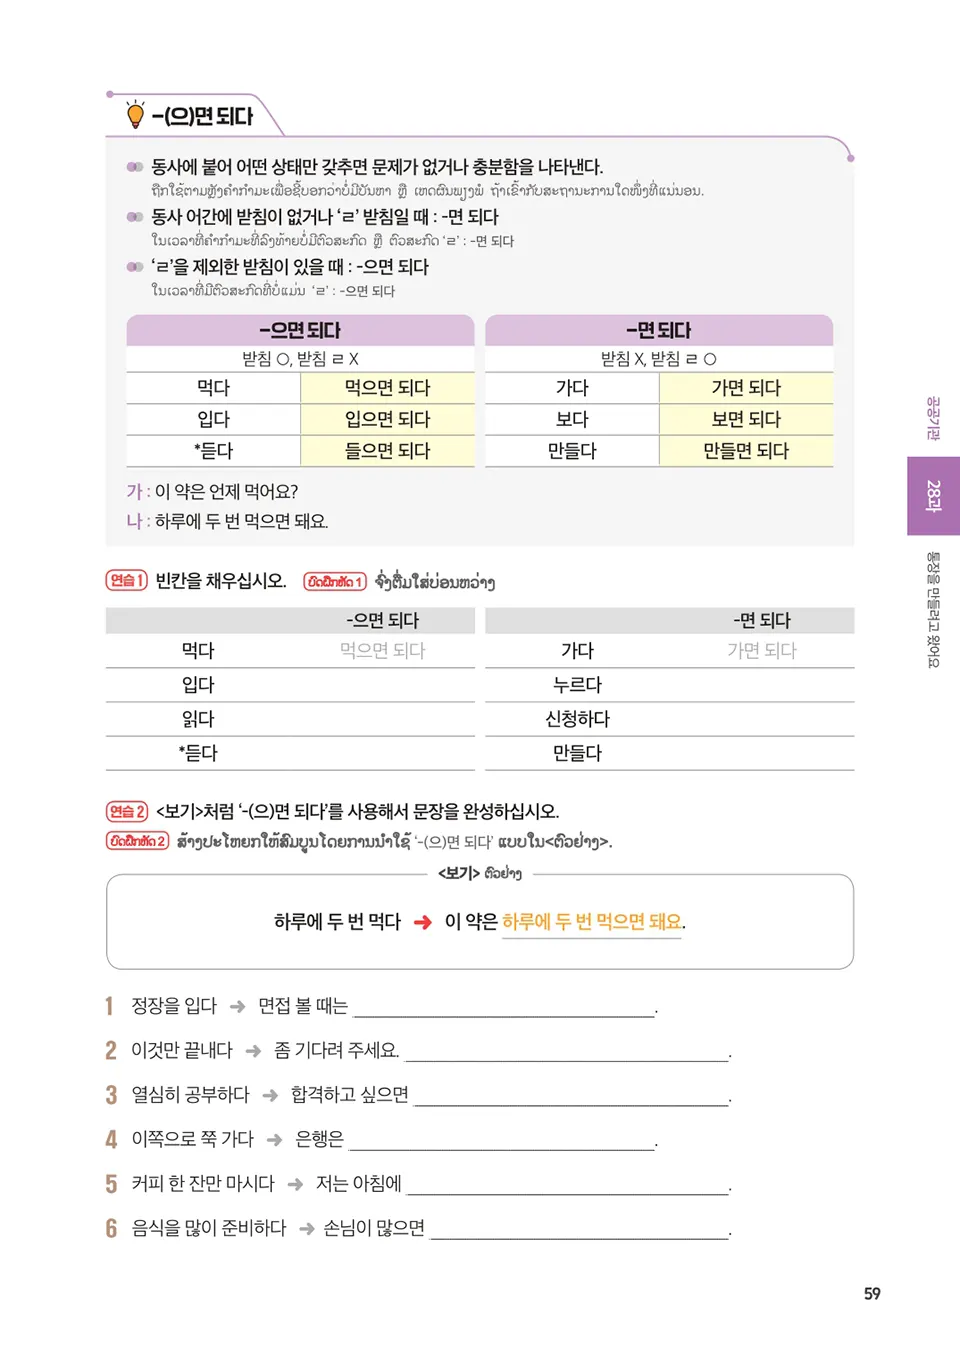 -(으)면 되다
동사에 붙어 어떤 상태만 갖추면 문제가 없거나 충분함을 나타낸다.
ຖືກໃຊ້ຕາມຫຼັງຄຳກຳມະເພື່ອຊີ້ບອກວ່າບໍ່ມີບັນຫາ ຫຼື ເຫດຜົນພຽງພໍ ຖ້າເຂົ້າກັບສະຖານະການໃດໜຶ່ງທີ່ແນ່ນອນ.
동사 어간에 받침이 없거나 ‘ㄹ’ 받침일 때 : -면 되다
ໃນເວລາທີ່ຄຳກຳມະທີ່ລົງທ້າຍບໍ່ມີຕົວສະກົດ ຫຼື ຕົວສະກົດ ‘ㄹ’ : -면 되다
‘ㄹ’을 제외한 받침이 있을 때 : -으면 되다
ໃນເວລາທີ່ມີຕົວສະກົດທີ່ບໍ່ແມ່ນ ‘ㄹ’ : -으면 되다
-으면 되다 -면 되다
받침 ○, 받침 ㄹ X 받침 X, 받침 ㄹ ○
먹다 먹으면 되다 가다 가면 되다
입다 입으면 되다 보다 보면 되다
*듣다 들으면 되다 만들다 만들면 되다
가 : 이 약은 언제 먹어요?
나 : 하루에 두 번 먹으면 돼요.
연습 1 빈칸을 채우십시오. ບົດຝຶກຫັດ 1 ຈົ່ງຕື່ມໃສ່ບ່ອນຫວ່າງ
-으면 되다 -면 되다
먹다 먹으면 되다 가다 가면 되다
입다 누르다
읽다 신청하다
*듣다 만들다
연습 2 <보기>처럼 ‘-(으)면 되다’를 사용해서 문장을 완성하십시오.
ບົດຝຶກຫັດ 2 ສ້າງປະໂຫຍກໃຫ້ສົມບູນໂດຍການນຳໃຊ້ ‘-(으)면 되다’ ແບບໃນ<ຕົວຢ່າງ>.
<보기> ຕົວຢ່າງ
하루에 두 번 먹다 ➜ 이 약은 하루에 두 번 먹으면 돼요.
1 정장을 입다 ➜ 면접 볼 때는 ______________.
2 이것만 끝내다 ➜ 좀 기다려 주세요. ______________.
3 열심히 공부하다 ➜ 합격하고 싶으면 ______________.
4 이쪽으로 쭉 가다 ➜ 은행은 ______________.
5 커피 한 잔만 마시다 ➜ 저는 아침에 ______________.
6 음식을 많이 준비하다 ➜ 손님이 많으면 ______________.
공공기관
28과
통장을 만들려고 왔어요
59